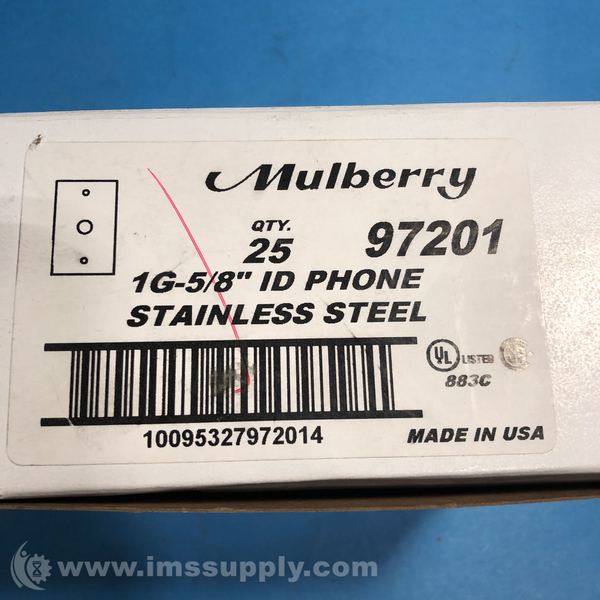 Mulberry
QTY.
25
97201
1G-5/8" ID PHONE
STAINLESS STEEL
UL LISTED
883C
10095327972014
MADE IN USA
www.imssupply.com